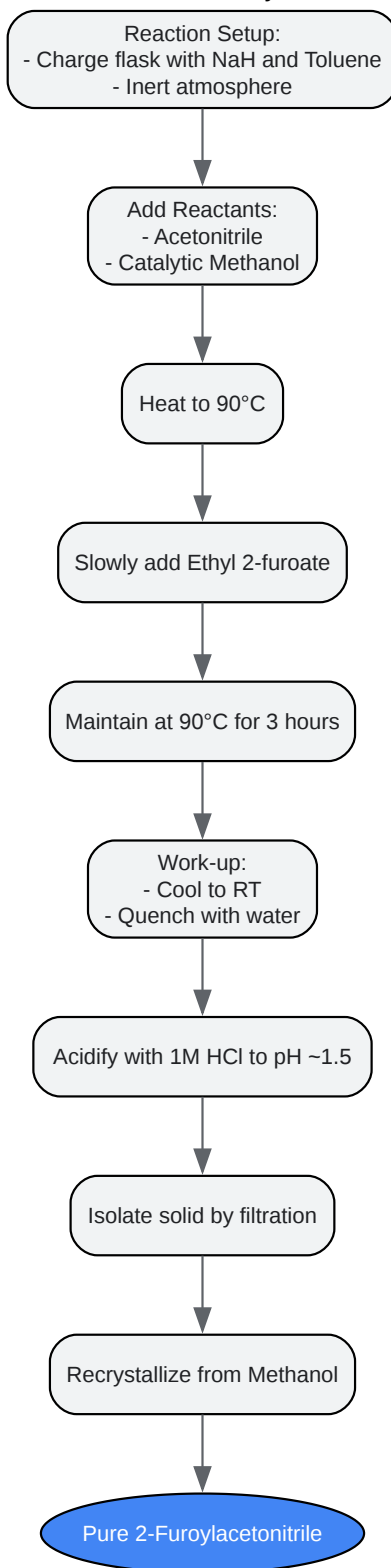 Reaction Setup:
- Charge flask with NaH and Toluene
- Inert atmosphere
Add Reactants:
- Acetonitrile
- Catalytic Methanol
Heat to 90°C
Slowly add Ethyl 2-furoate
Maintain at 90°C for 3 hours
Work-up:
- Cool to RT
- Quench with water
Acidify with 1M HCl to pH ~1.5
Isolate solid by filtration
Recrystallize from Methanol
Pure 2-Furoylacetonitrile